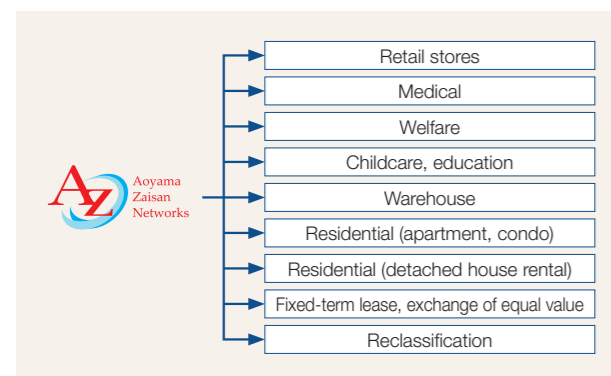 AZ
Aoyama
Zaisan
Networks
Retail stores
Medical
Welfare
Childcare, education
Warehouse
Residential (apartment, condo)
Residential (detached house rental)
Fixed-term lease, exchange of equal value
Reclassification